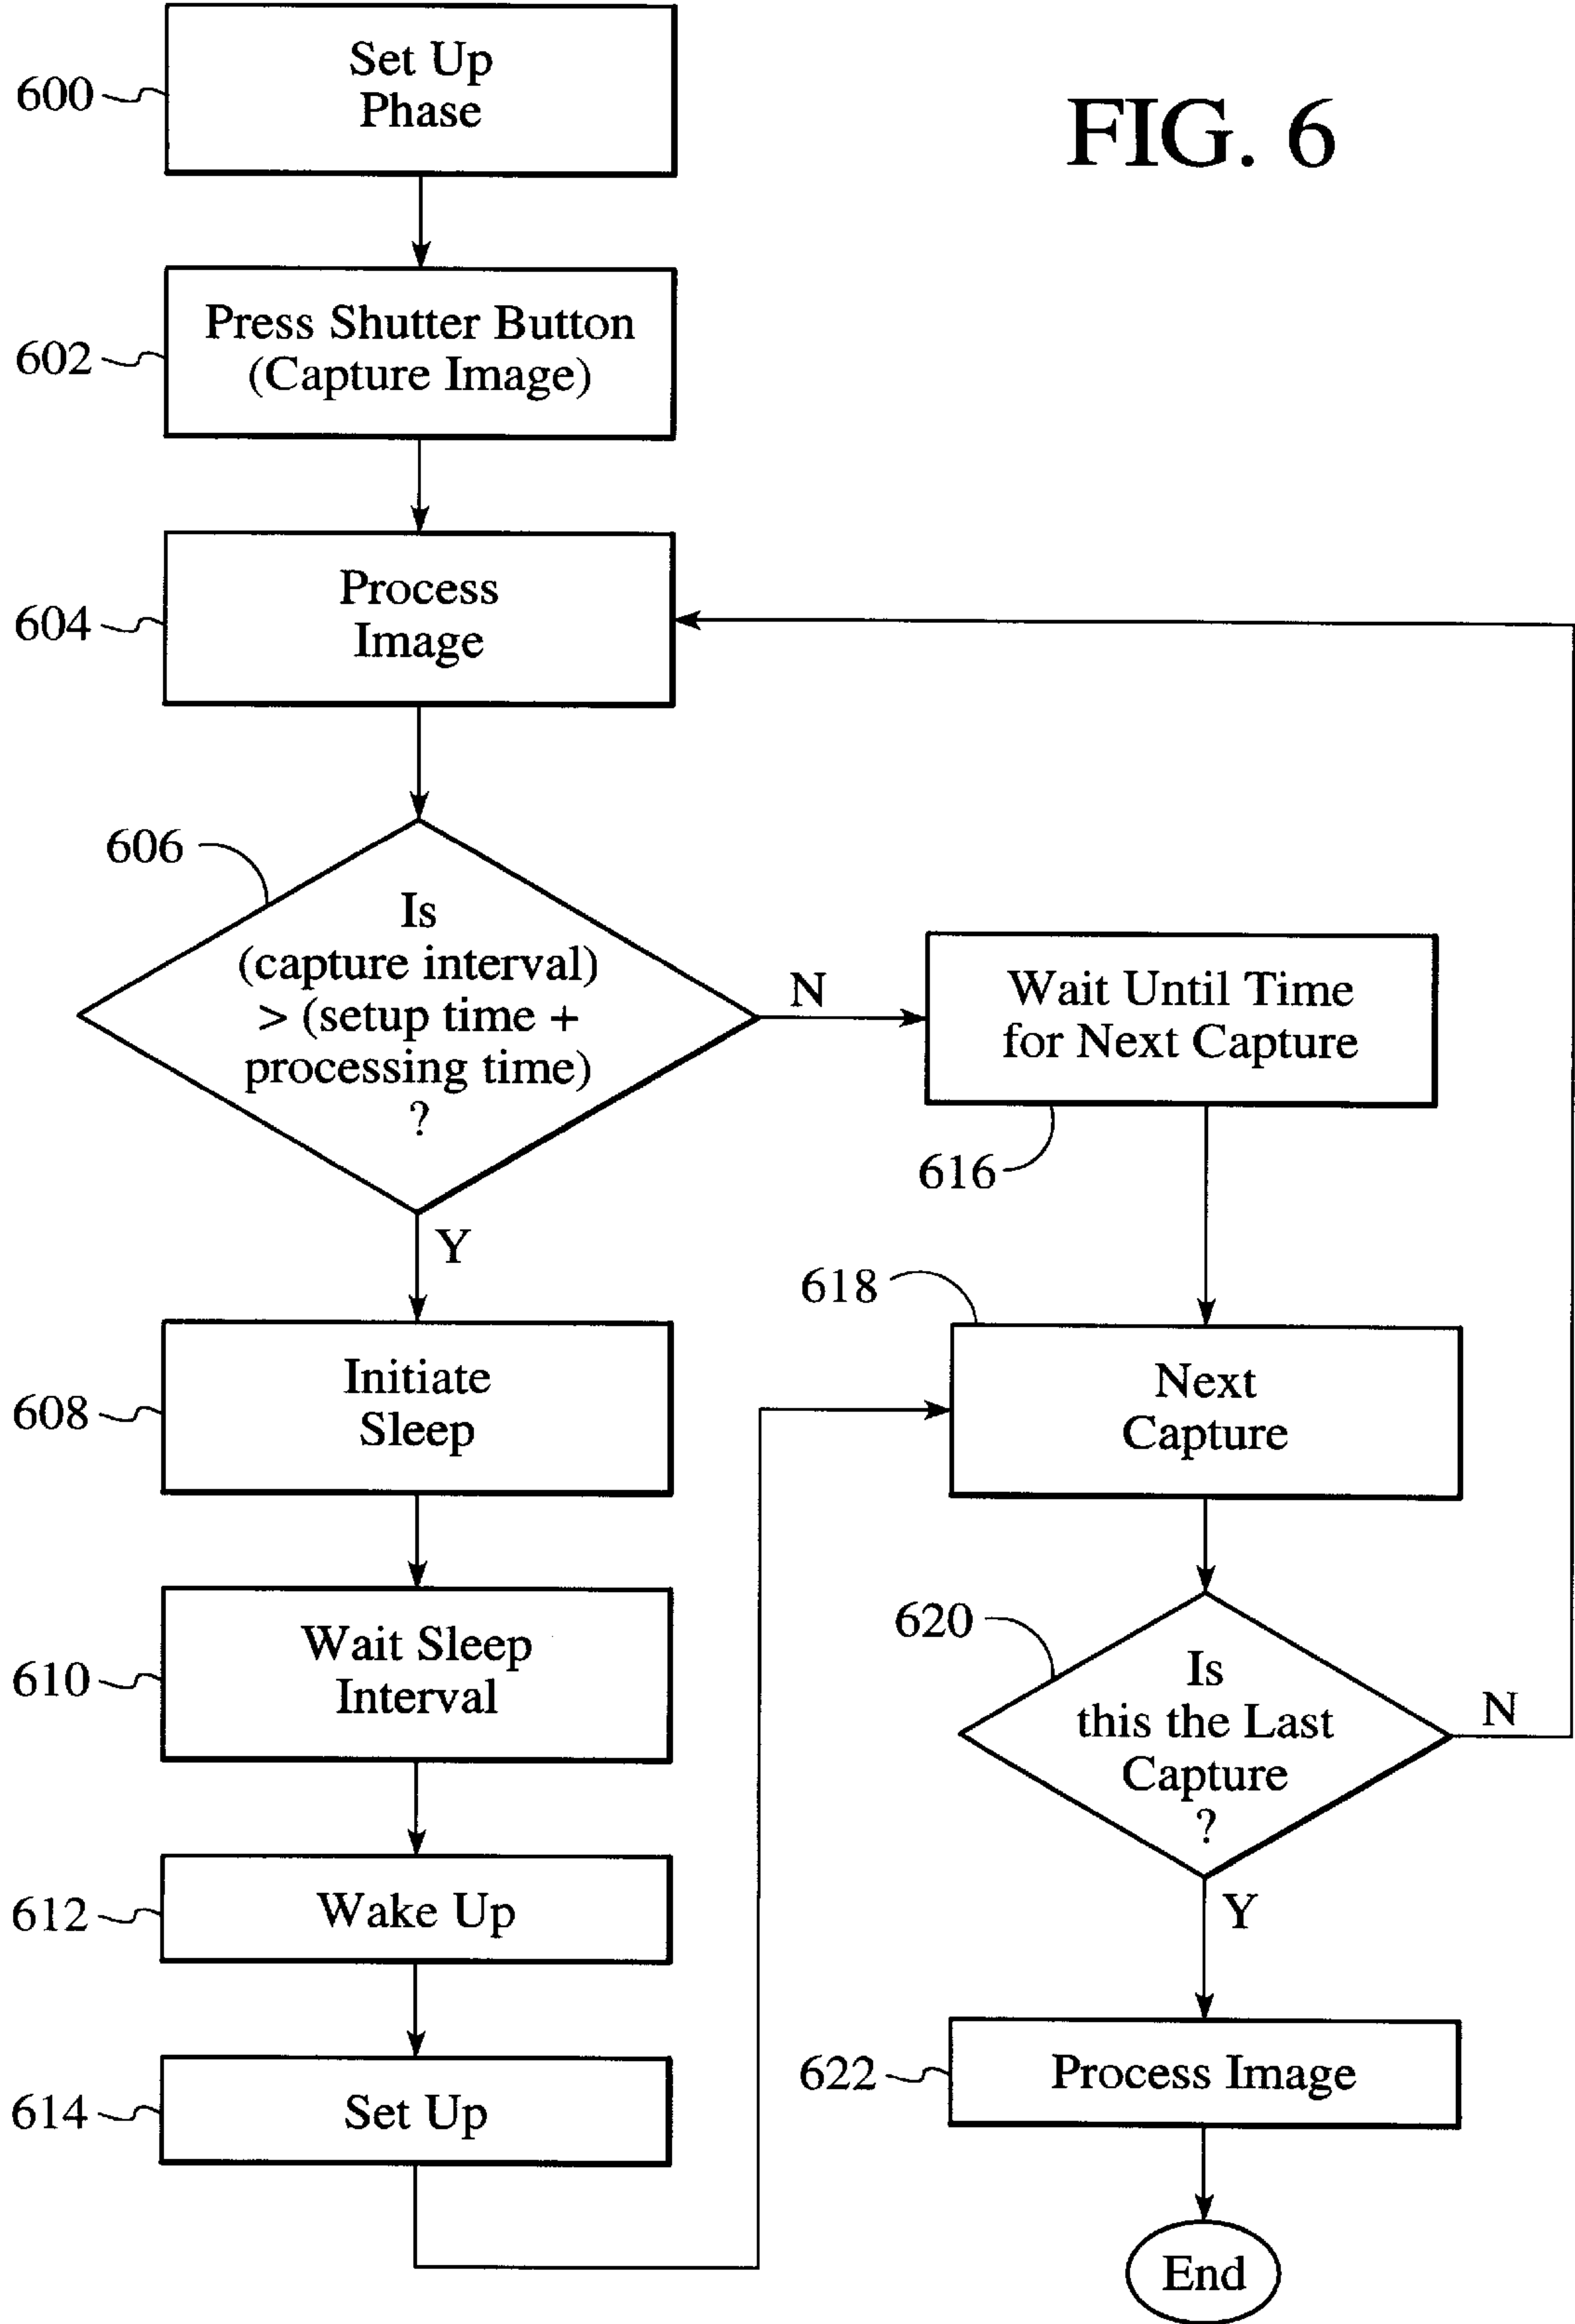 FIG. 6
600
Set Up
Phase
602
Press Shutter Button
(Capture Image)
604
Process
Image
606
Is
(capture interval)
> (setup time +
processing time)
?
N
Y
Wait Until Time
for Next Capture
616
608
Initiate
Sleep
610
Wait Sleep
Interval
612
Wake Up
614
Set Up
618
Next
Capture
620
Is
this the Last
Capture
?
N
Y
622
Process Image
End